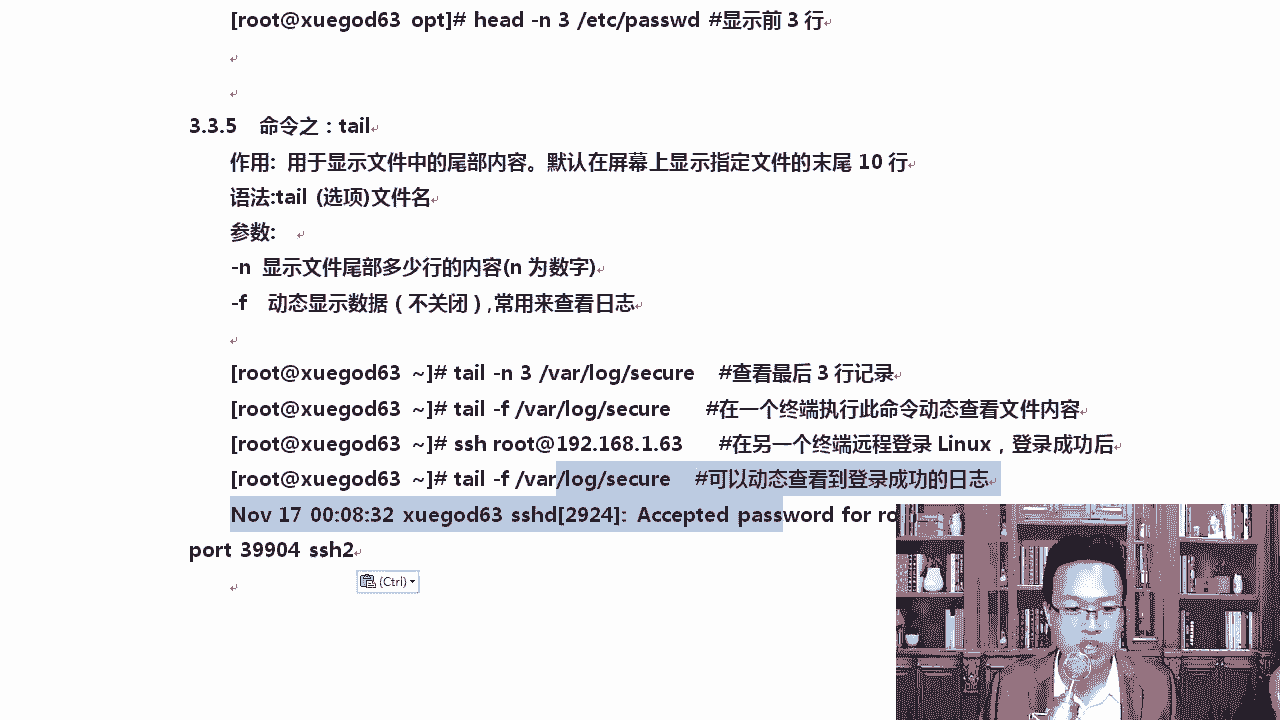 [root@xuegod63 opt]# head -n 3 /etc/passwd #显示前 3 行
3.3.5 命令之：tail
作用: 用于显示文件中的尾部内容。默认在屏幕上显示指定文件的末尾 10 行
语法:tail (选项)文件名
参数:
-n 显示文件尾部多少行的内容(n 为数字)
-f 动态显示数据（不关闭）,常用来查看日志
[root@xuegod63 ~]# tail -n 3 /var/log/secure #查看最后 3 行记录
[root@xuegod63 ~]# tail -f /var/log/secure #在一个终端执行此命令动态查看文件内容
[root@xuegod63 ~]# ssh root@192.168.1.63 #在另一个终端远程登录 Linux，登录成功后
[root@xuegod63 ~]# tail -f /var/log/secure #可以动态查看到登录成功的日志
Nov 17 00:08:32 xuegod63 sshd[2924]: Accepted password for ro
port 39904 ssh2
(Ctrl)